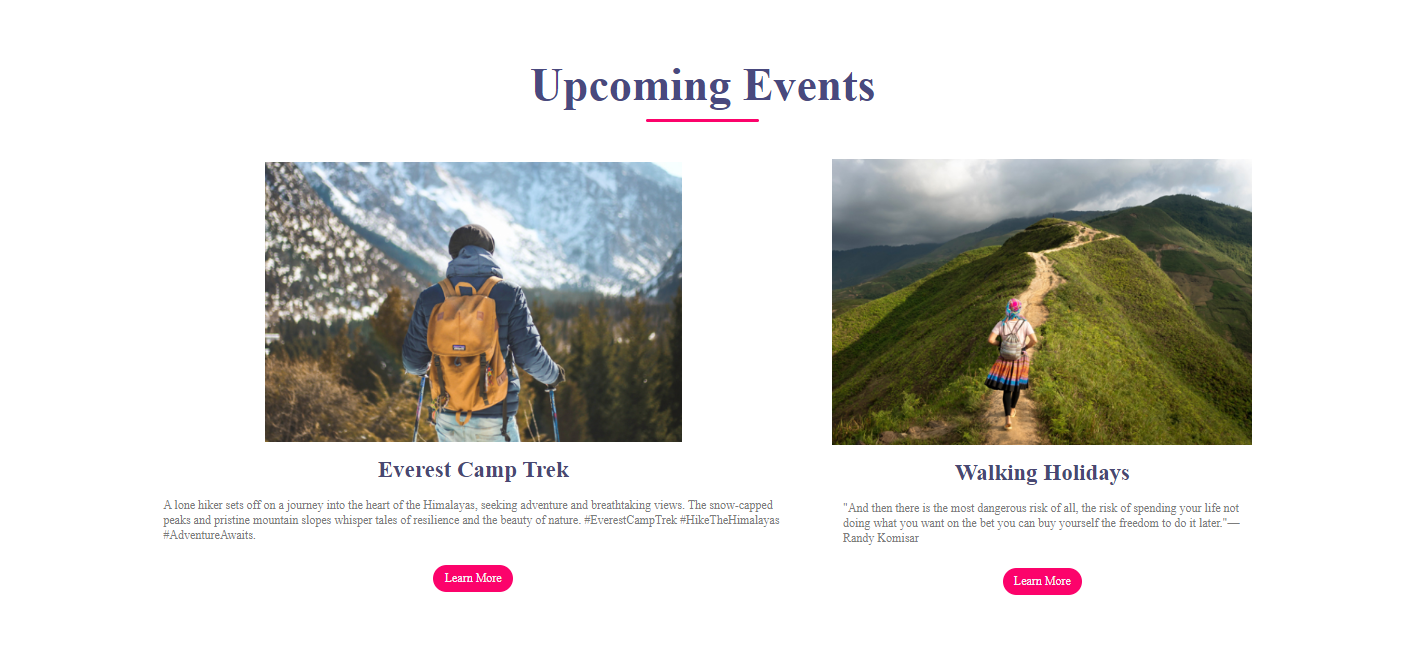 Upcoming Events
Everest Camp Trek
A lone hiker sets off on a journey into the heart of the Himalayas, seeking adventure and breathtaking views. The snow-capped
peaks and pristine mountain slopes whisper tales of resilience and the beauty of nature. #EverestCampTrek #HikeTheHimalayas
#AdventureAwaits.
Learn More
Walking Holidays
"And then there is the most dangerous risk of all, the risk of spending your life not
doing what you want on the bet you can buy yourself the freedom to do it later."—
Randy Komisar
Learn More